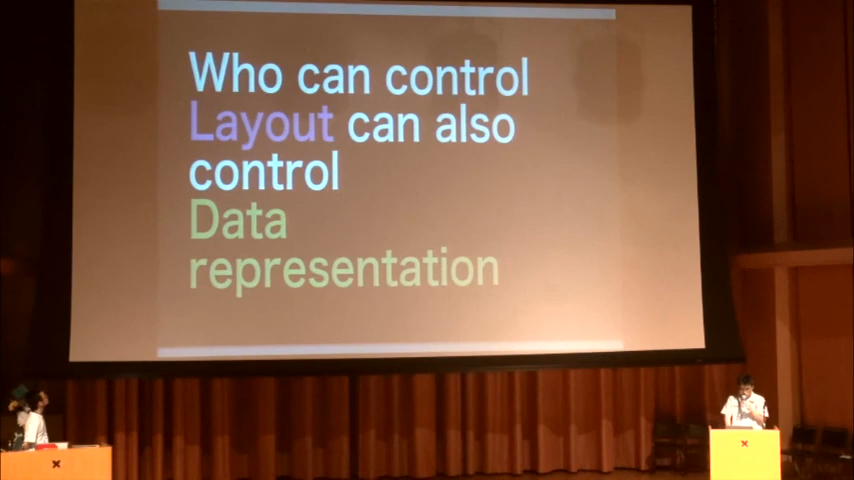 Who can control
Layout can also
control
Data
representation